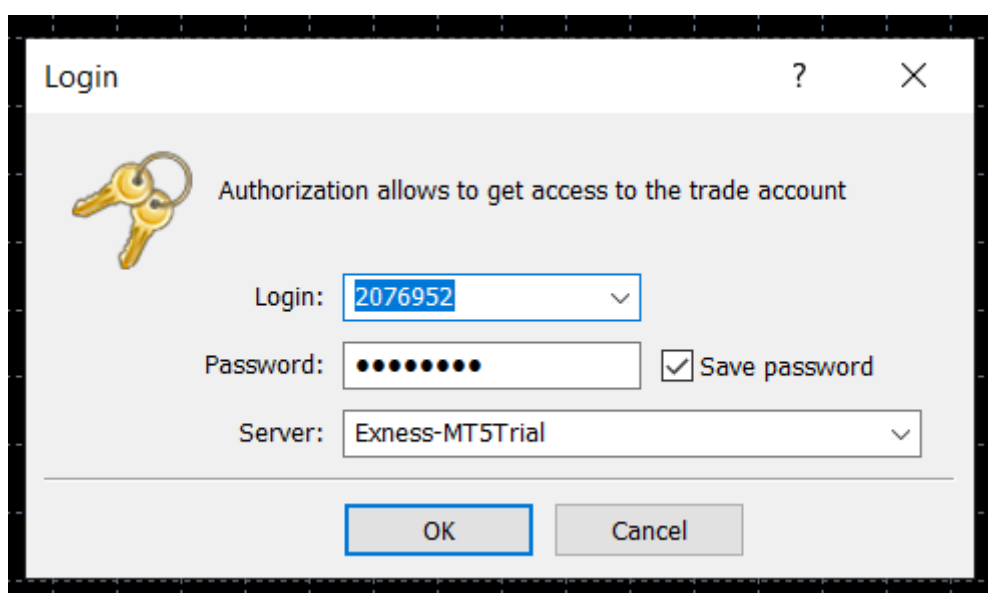 Login ?
Authorization allows to get access to the trade account
Login: 2076952
Password: ●●●●●●●● Save password
Server: Exness-MT5Trial
OK Cancel